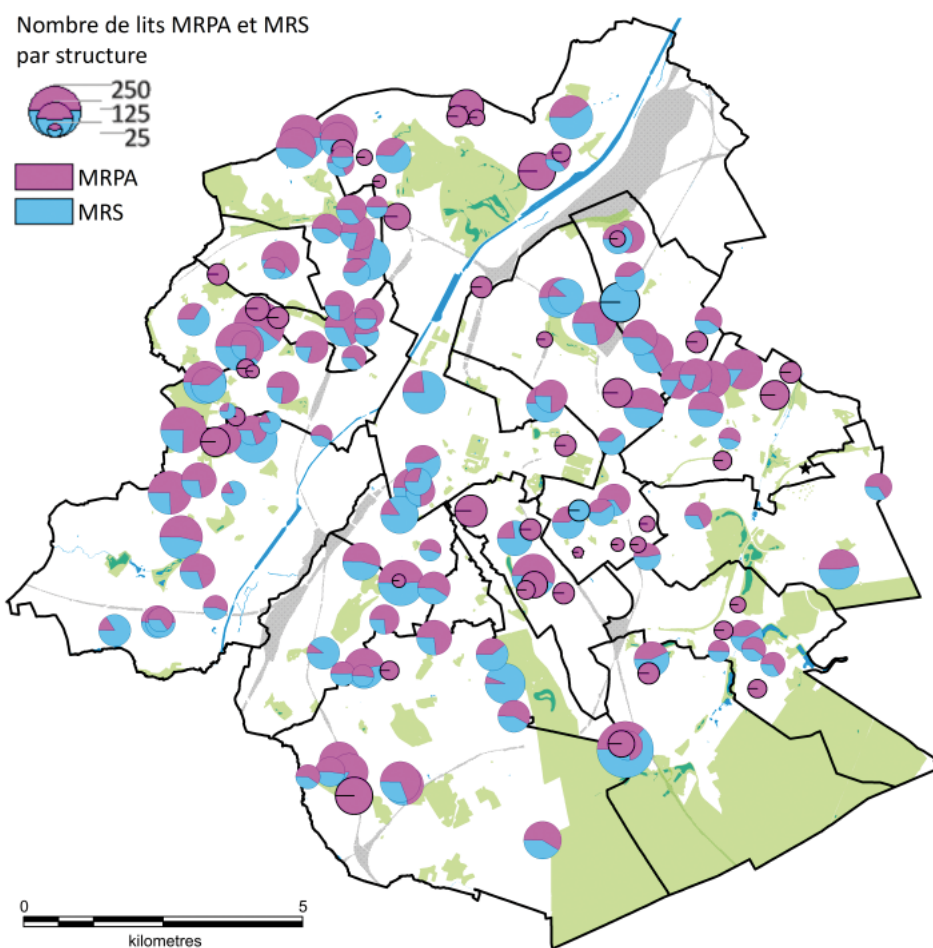 Nombre de lits MRPA et MRS
par structure
250
125
25
MRPA
MRS
0 5
kilometres